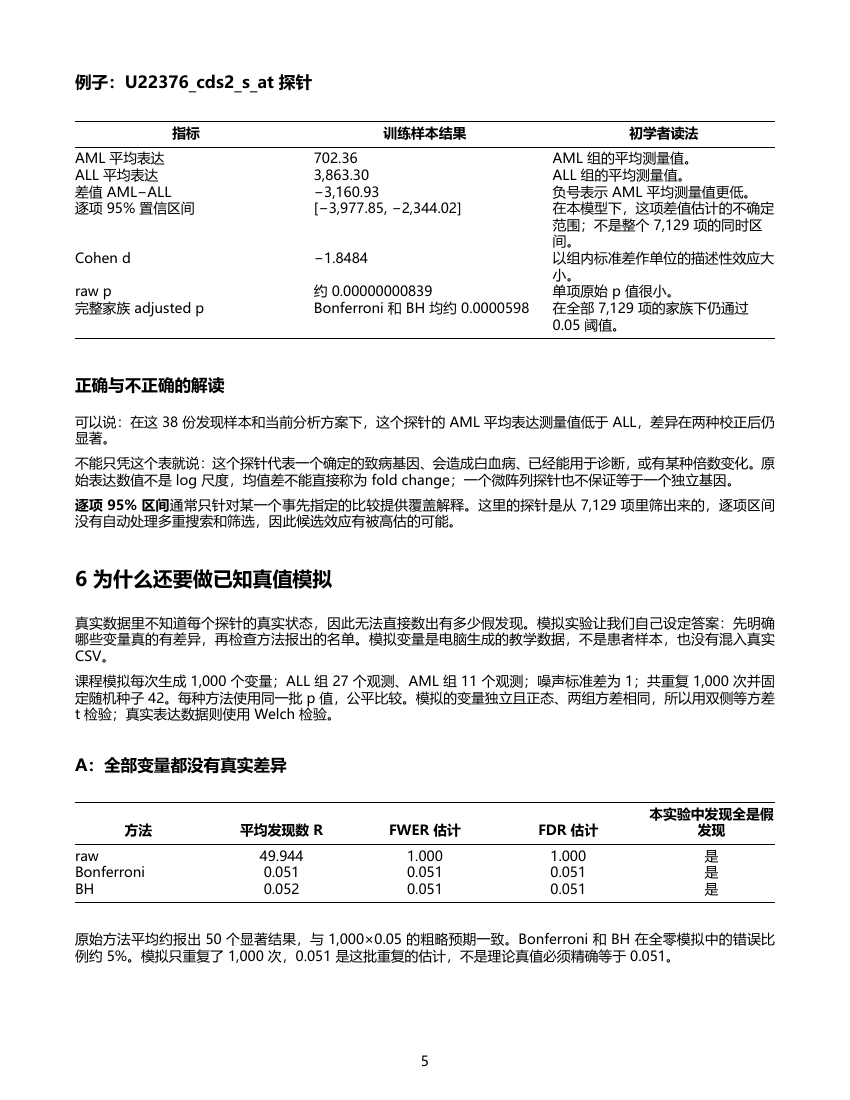 例子：U22376_cds2_s_at 探针
指标 训练样本结果 初学者读法
AML 平均表达 702.36 AML 组的平均测量值。
ALL 平均表达 3,863.30 ALL 组的平均测量值。
差值 AML−ALL −3,160.93 负号表示 AML 平均测量值更低。
逐项 95% 置信区间 [−3,977.85, −2,344.02] 在本模型下，这项差值估计的不确定
范围；不是整个 7,129 项的同时区
间。
Cohen d −1.8484 以组内标准差作单位的描述性效应大
小。
raw p 约 0.00000000839 单项原始 p 值很小。
完整家族 adjusted p Bonferroni 和 BH 均约 0.0000598 在全部 7,129 项的家族下仍通过
0.05 阈值。
正确与不正确的解读
可以说：在这 38 份发现样本和当前分析方案下，这个探针的 AML 平均表达测量值低于 ALL，差异在两种校正后仍
显著。
不能只凭这个表就说：这个探针代表一个确定的致病基因、会造成白血病、已经能用于诊断，或有某种倍数变化。原
始表达数值不是 log 尺度，均值差不能直接称为 fold change；一个微阵列探针也不保证等于一个独立基因。
逐项 95% 区间通常只针对某一个事先指定的比较提供覆盖解释。这里的探针是从 7,129 项里筛出来的，逐项区间
没有自动处理多重搜索和筛选，因此候选效应有被高估的可能。
6 为什么还要做已知真值模拟
真实数据里不知道每个探针的真实状态，因此无法直接数出有多少假发现。模拟实验让我们自己设定答案：先明确
哪些变量真的有差异，再检查方法报出的名单。模拟变量是电脑生成的教学数据，不是患者样本，也没有混入真实
CSV。
课程模拟每次生成 1,000 个变量；ALL 组 27 个观测、AML 组 11 个观测；噪声标准差为 1；共重复 1,000 次并固
定随机种子 42。每种方法使用同一批 p 值，公平比较。模拟的变量独立且正态、两组方差相同，所以用双侧等方差
t 检验；真实表达数据则使用 Welch 检验。
A：全部变量都没有真实差异
方法 平均发现数 R FWER 估计 FDR 估计 本实验中发现全是假
发现
raw 49.944 1.000 1.000 是
Bonferroni 0.051 0.051 0.051 是
BH 0.052 0.051 0.051 是
原始方法平均约报出 50 个显著结果，与 1,000×0.05 的粗略预期一致。Bonferroni 和 BH 在全零模拟中的错误比
例约 5%。模拟只重复了 1,000 次，0.051 是这批重复的估计，不是理论真值必须精确等于 0.051。
5